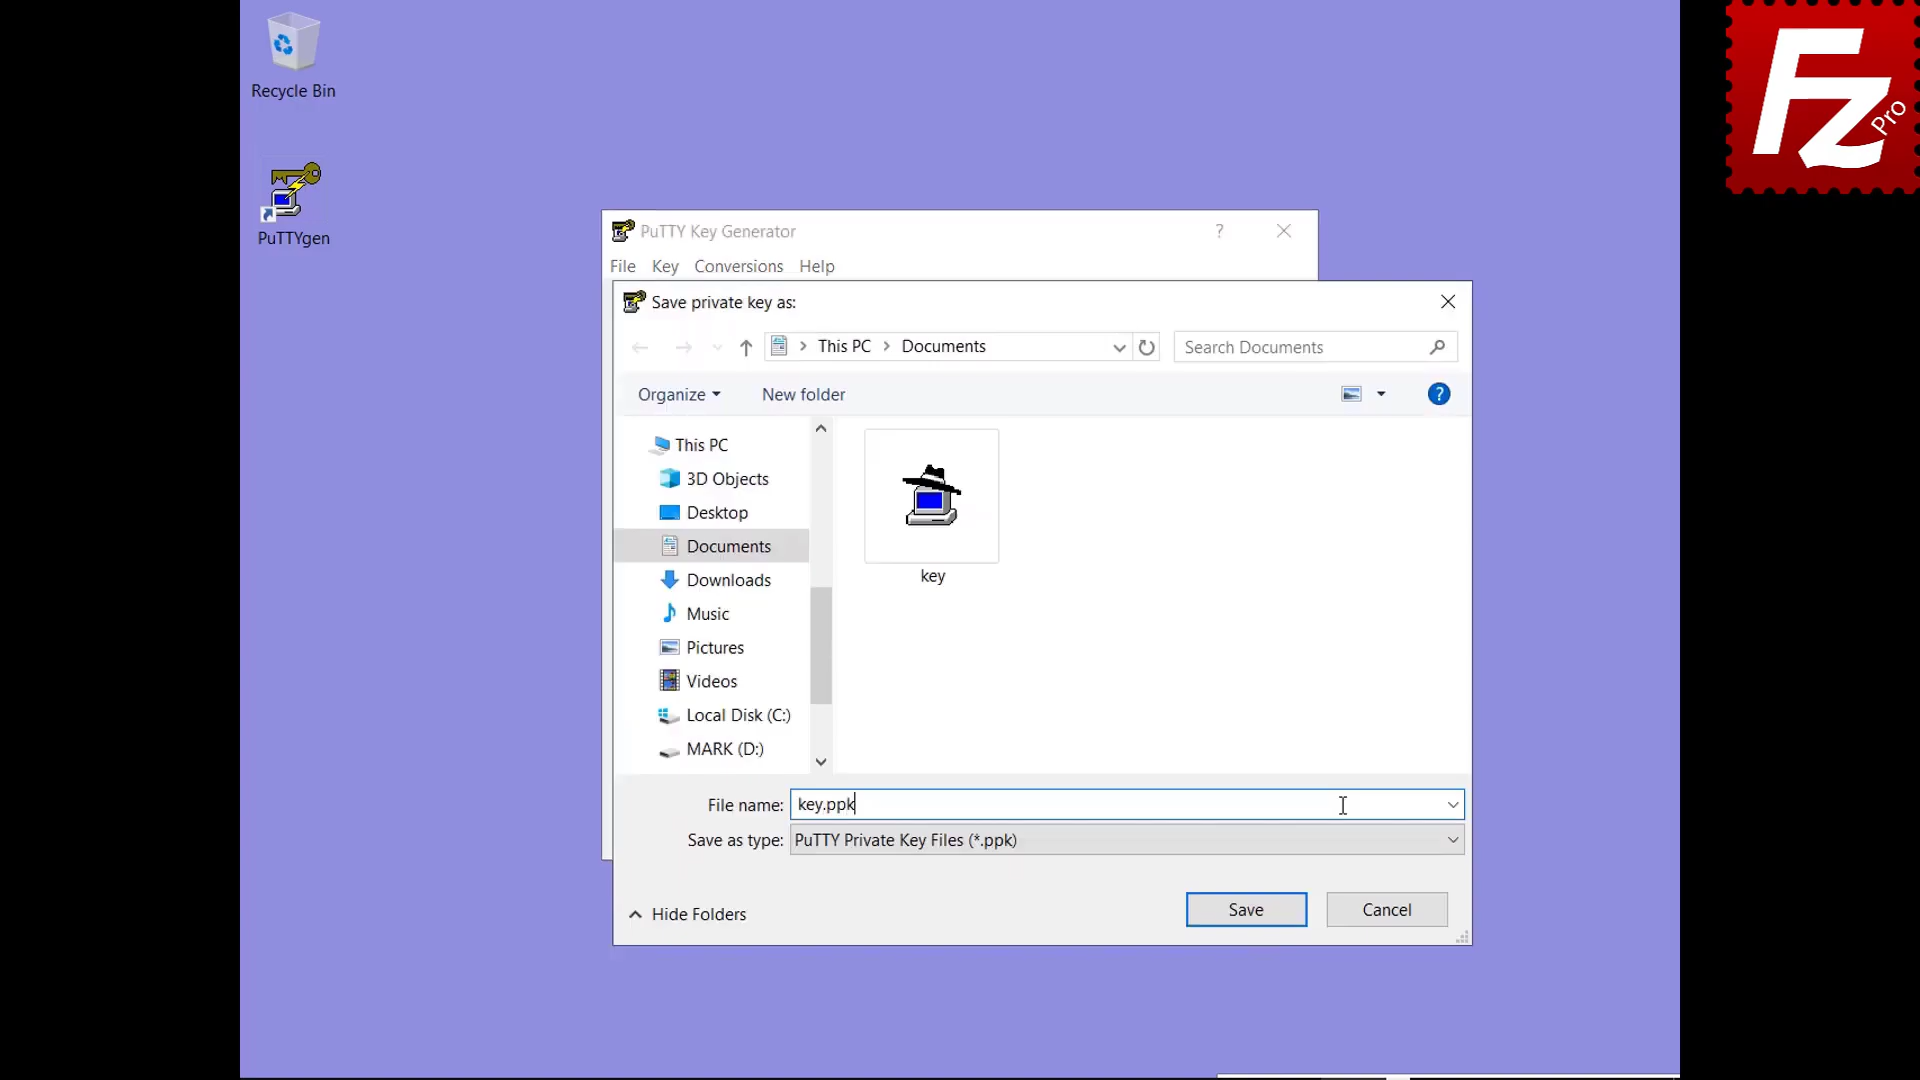 Recycle Bin
PuTTYgen
Fz Pro
PuTTY Key Generator
?
File Key Conversions Help
Save private key as:
This PC > Documents
Search Documents
Organize
New folder
?
This PC
3D Objects
Desktop
Documents
Downloads
Music
Pictures
Videos
Local Disk (C:)
MARK (D:)
key
File name: key.ppk
Save as type: PuTTY Private Key Files (*.ppk)
Hide Folders
Save
Cancel